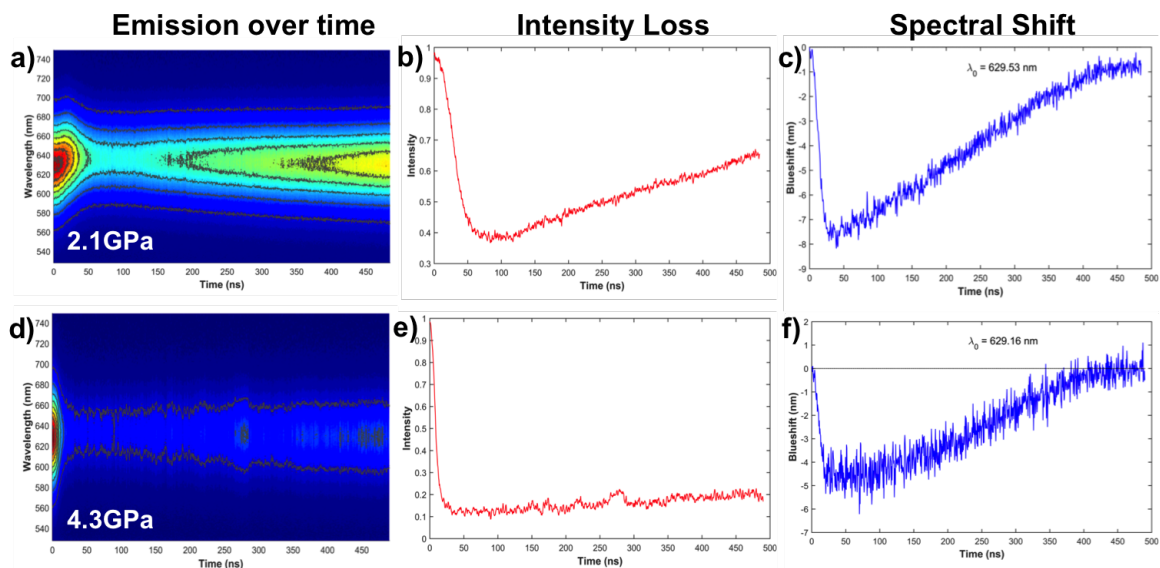 Emission over time
Intensity Loss
Spectral Shift
a)
740
720
700
680
660
640
620
600
580
560
540
Wavelength (nm)
2.1GPa
0 50 100 150 200 250 300 350 400 450
Time (ns)
b)
1
0.9
0.8
0.7
0.6
0.5
0.4
0.3
Intensity
0 50 100 150 200 250 300 350 400 450 500
Time (ns)
c)
0
-1
-2
-3
-4
-5
-6
-7
-8
-9
Blueshift (nm)
λ0 = 629.53 nm
0 50 100 150 200 250 300 350 400 450 500
Time (ns)
d)
740
720
700
680
660
640
620
600
580
560
540
Wavelength (nm)
4.3GPa
0 50 100 150 200 250 300 350 400 450
Time (ns)
e)
1
0.9
0.8
0.7
0.6
0.5
0.4
0.3
0.2
0.1
0
Intensity
0 50 100 150 200 250 300 350 400 450 500
Time (ns)
f)
2
1
0
-1
-2
-3
-4
-5
-6
-7
Blueshift (nm)
λ0 = 629.16 nm
0 50 100 150 200 250 300 350 400 450 500
Time (ns)